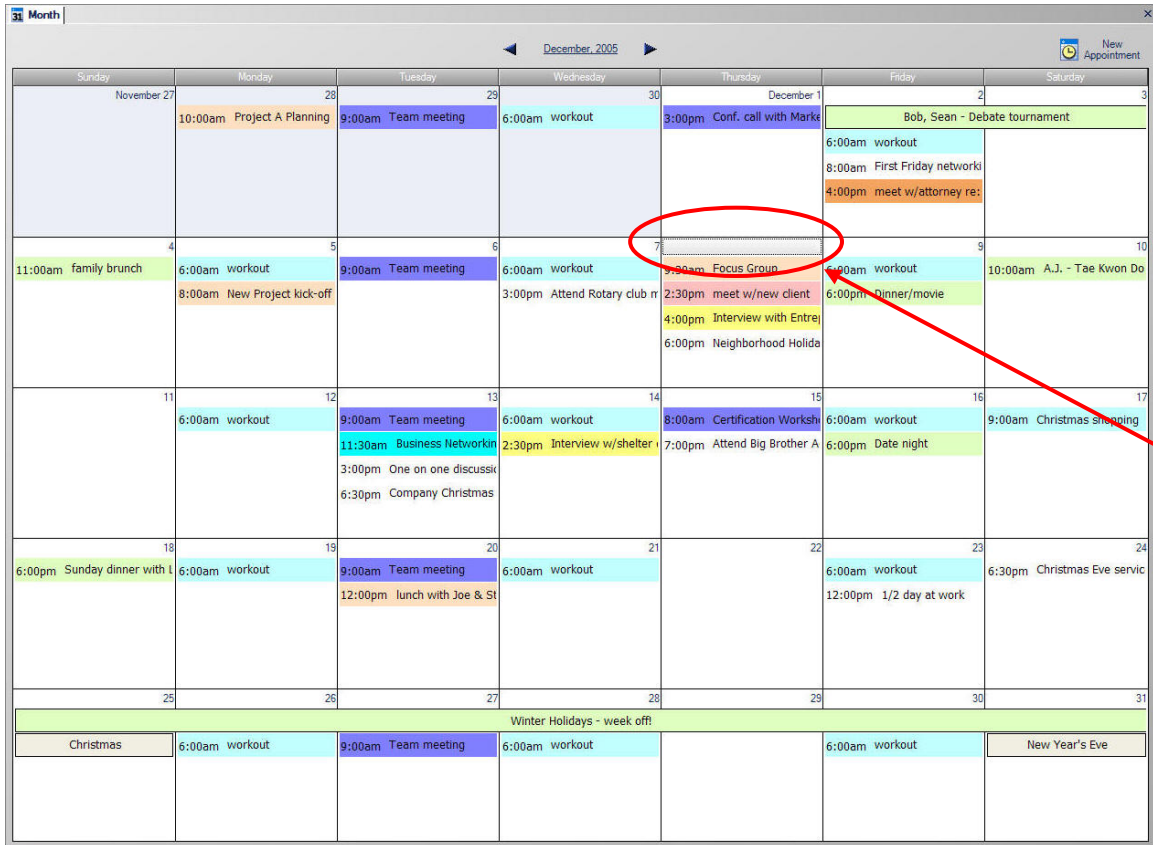 31 Month
December, 2005
New
Appointment
Sunday Monday Tuesday Wednesday Thursday Friday Saturday
November 27 28 29 30 December 1 2 3
10:00am Project A Planning 9:00am Team meeting 6:00am workout 3:00pm Conf. call with Marke Bob, Sean - Debate tournament
6:00am workout
8:00am First Friday networki
4:00pm meet w/attorney re:
4 5 6 7 9 10
11:00am family brunch 6:00am workout 9:00am Team meeting 6:00am workout 9:30am Focus Group 6:00am workout 10:00am A.J. - Tae Kwon Do
8:00am New Project kick-off 3:00pm Attend Rotary club m 2:30pm meet w/new client 6:00pm Dinner/movie
4:00pm Interview with Entrep
6:00pm Neighborhood Holida
11 12 13 14 15 16 17
6:00am workout 9:00am Team meeting 6:00am workout 8:00am Certification Worksh 6:00am workout 9:00am Christmas shopping
11:30am Business Networkin 2:30pm Interview w/shelter 7:00pm Attend Big Brother A 6:00pm Date night
3:00pm One on one discussio
6:30pm Company Christmas
18 19 20 21 22 23 24
6:00pm Sunday dinner with L 6:00am workout 9:00am Team meeting 6:00am workout 6:00am workout 6:30pm Christmas Eve servic
12:00pm lunch with Joe & St 12:00pm 1/2 day at work
25 26 27 28 29 30 31
Winter Holidays - week off!
Christmas 6:00am workout 9:00am Team meeting 6:00am workout 6:00am workout New Year's Eve